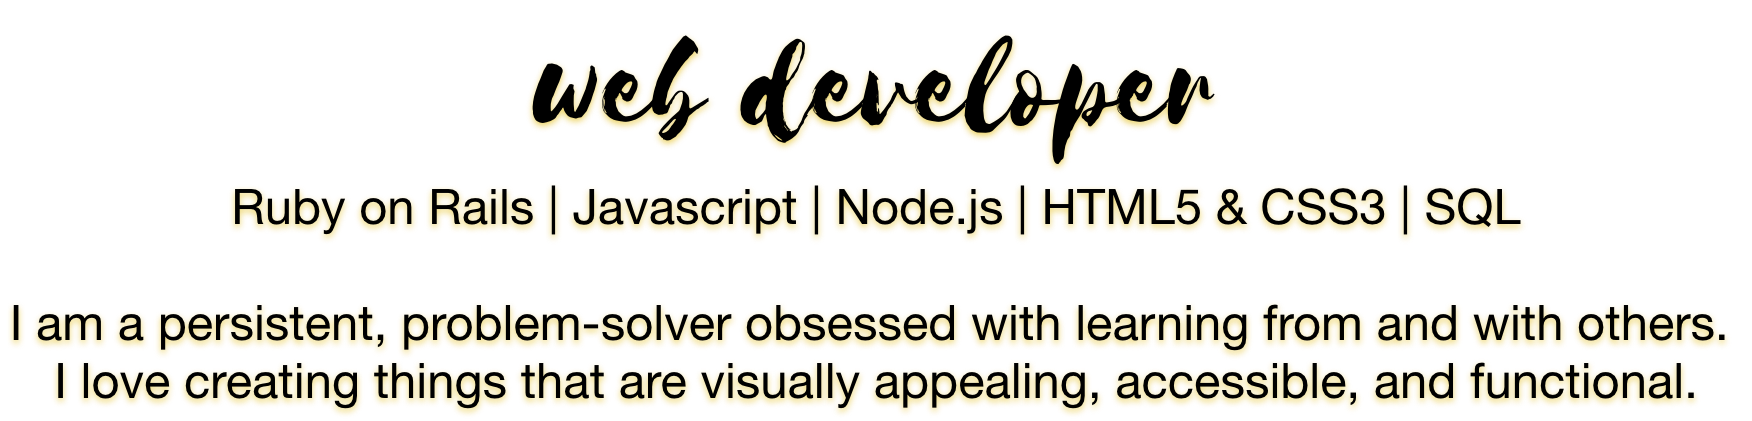 web developer
Ruby on Rails | Javascript | Node.js | HTML5 & CSS3 | SQL
I am a persistent, problem-solver obsessed with learning from and with others.
I love creating things that are visually appealing, accessible, and functional.